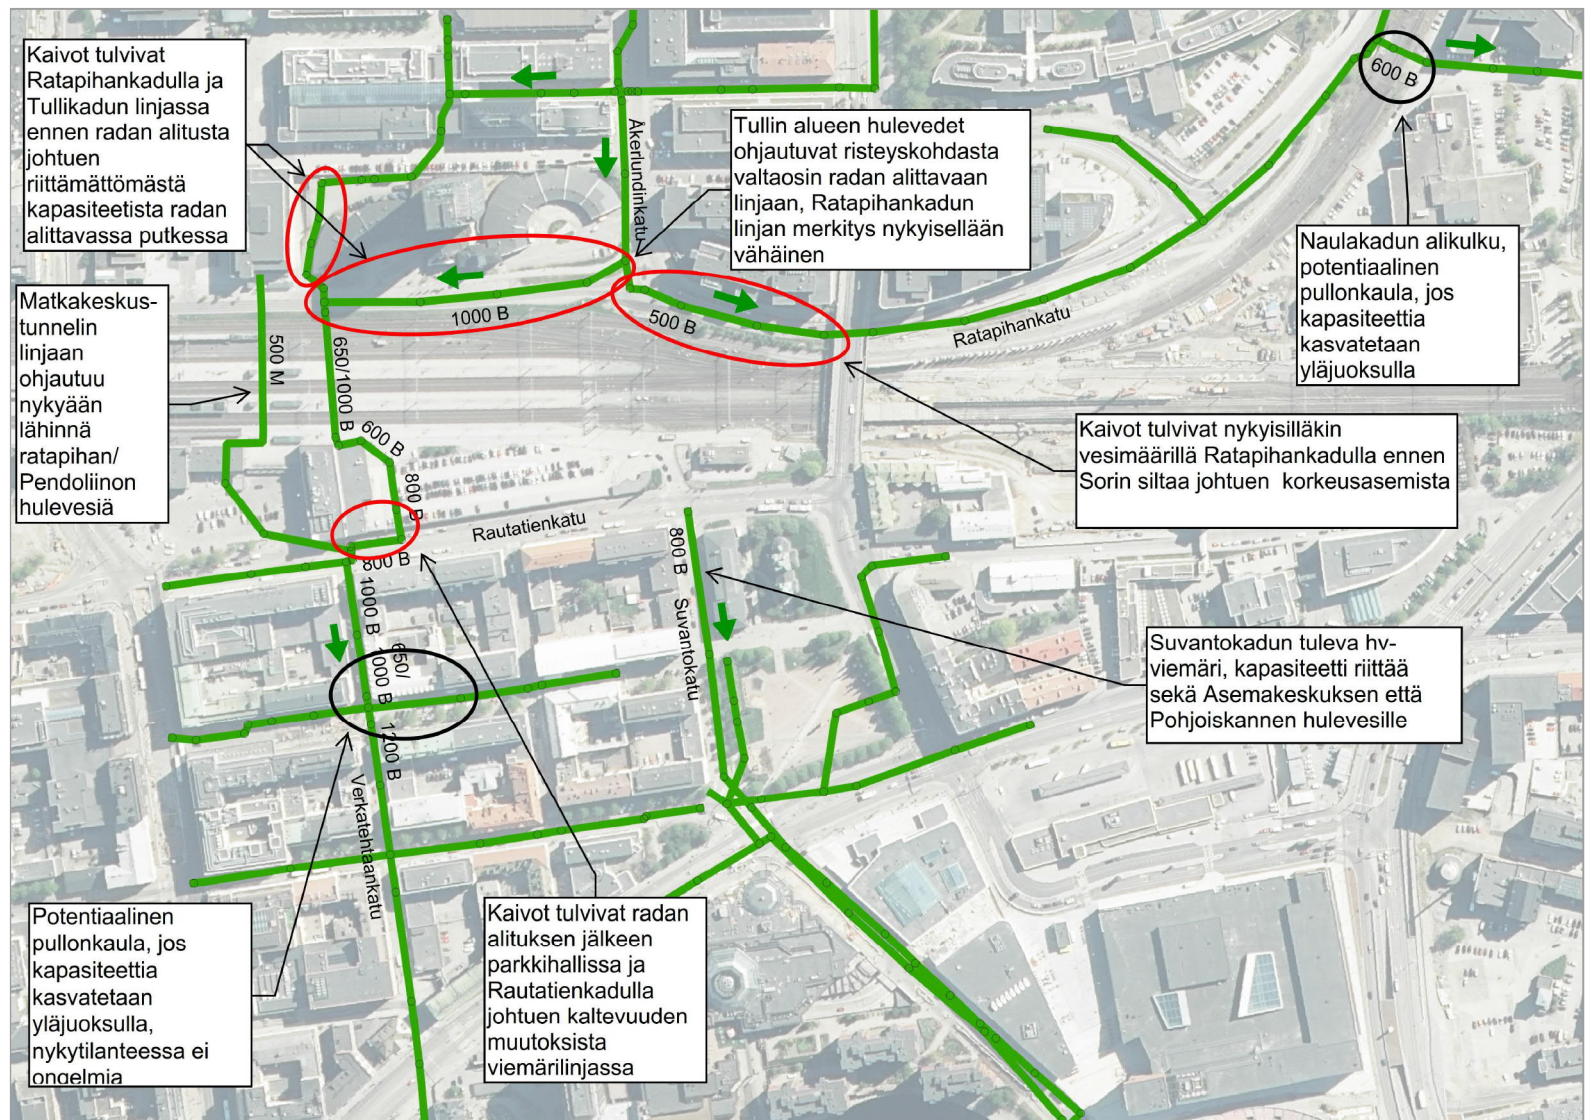 Kaivot tulvivat
Ratapihankadulla ja
Tullikadun linjassa
ennen radan alitusta
johtuen
riittämättömästä
kapasiteetista radan
alittavassa putkessa
Tullin alueen hulevedet
ohjautuvat risteyskohdasta
valtaosin radan alittavaan
linjaan, Ratapihankadun
linjan merkitys nykyisellään
vähäinen
600 B
Åkerlundinkatu
Naulakadun alikulku,
potentiaalinen
pullonkaula, jos
kapasiteettia
kasvatetaan
yläjuoksulla
Matkakeskus-
tunnelin
linjaan
ohjautuu
nykyään
lähinnä
ratapihan/
Pendoliinon
hulevesiä
1000 B
500 B
Ratapihankatu
500 M
650/1000 B
600 B
800 B
Kaivot tulvivat nykyisilläkin
vesimäärillä Ratapihankadulla ennen
Sorin siltaa johtuen korkeusasemista
Rautatienkatu
800 B
800 B
Suvantokatu
1000 B
650/
1000 B
1200 B
Verkatehtaankatu
Suvantokadun tuleva hv-
viemäri, kapasiteetti riittää
sekä Asemakeskuksen että
Pohjoiskannen hulevesille
Potentiaalinen
pullonkaula, jos
kapasiteettia
kasvatetaan
yläjuoksulla,
nykytilanteessa ei
ongelmia
Kaivot tulvivat radan
alituksen jälkeen
parkkihallissa ja
Rautatienkadulla
johtuen kaltevuuden
muutoksista
viemärilinjassa